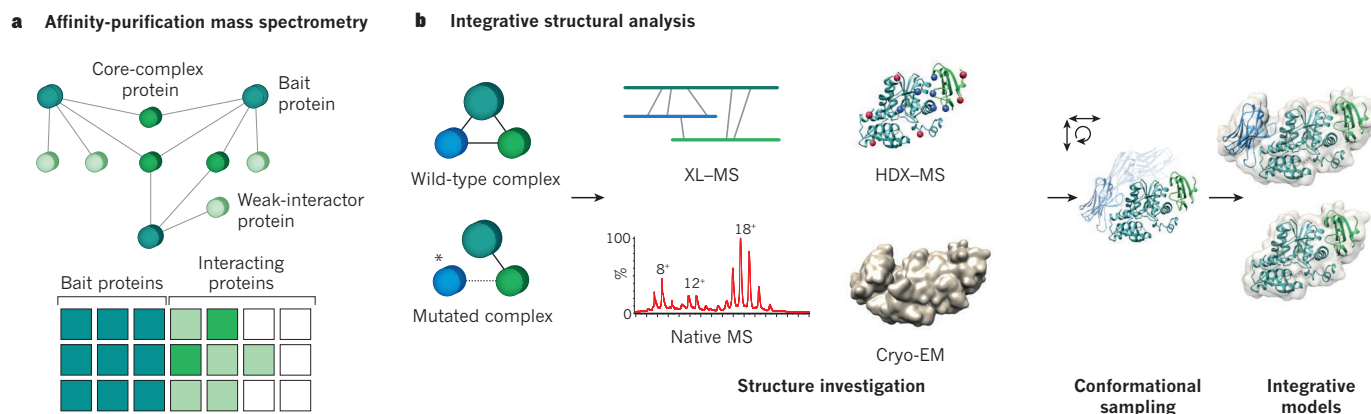 a Affinity-purification mass spectrometry
Core-complex
protein
Bait
protein
Weak-interactor
protein
Bait proteins
Interacting
proteins
b Integrative structural analysis
Wild-type complex
*
Mutated complex
XL–MS
HDX–MS
100
%
0
8+
12+
18+
Native MS
Cryo-EM
Structure investigation
Conformational
sampling
Integrative
models